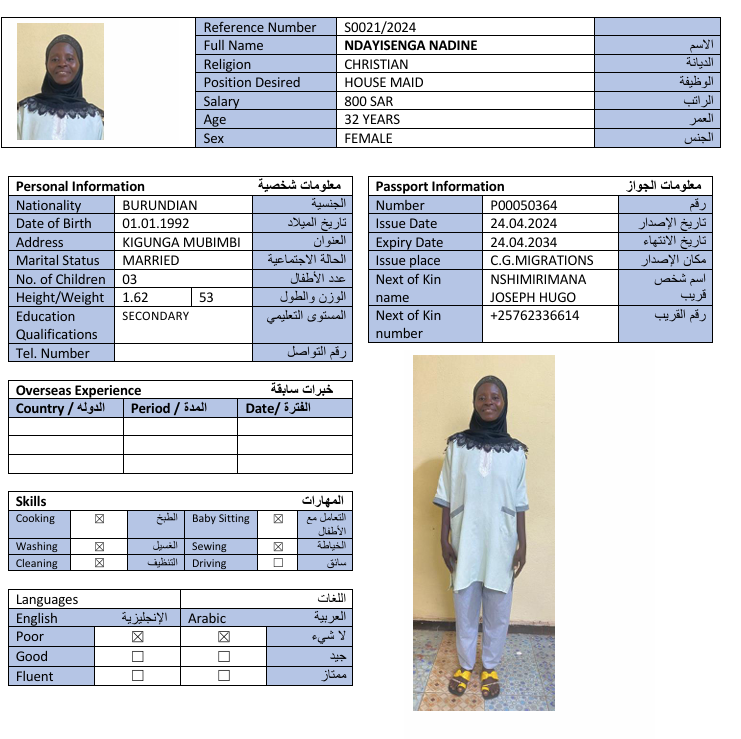 Reference Number S0021/2024
Full Name NDAYISENGA NADINE الاسم
Religion CHRISTIAN الديانة
Position Desired HOUSE MAID الوظيفة
Salary 800 SAR الراتب
Age 32 YEARS العمر
Sex FEMALE الجنس
Personal Information معلومات شخصية
Nationality BURUNDIAN الجنسية
Date of Birth 01.01.1992 تاريخ الميلاد
Address KIGUNGA MUBIMBI العنوان
Marital Status MARRIED الحالة الاجتماعية
No. of Children 03 عدد الأطفال
Height/Weight 1.62 53 الوزن والطول
Education SECONDARY المستوى التعليمي
Qualifications
Tel. Number رقم التواصل
Passport Information معلومات الجواز
Number P00050364 رقم
Issue Date 24.04.2024 تاريخ الإصدار
Expiry Date 24.04.2034 تاريخ الانتهاء
Issue place C.G.MIGRATIONS مكان الإصدار
Next of Kin NSHIMIRIMANA اسم شخص
name JOSEPH HUGO قريب
Next of Kin +25762336614 رقم القريب
number
Overseas Experience خبرات سابقة
Country / الدوله Period / المدة Date/ الفترة
Skills المهارات
Cooking ☒ الطبخ Baby Sitting ☒ التعامل مع
الأطفال
Washing ☒ الغسيل Sewing ☒ الخياطة
Cleaning ☒ التنظيف Driving ☐ سائق
Languages اللغات
English الإنجليزية Arabic العربية
Poor ☒ ☒ لا شيء
Good ☐ ☐ جيد
Fluent ☐ ☐ ممتاز